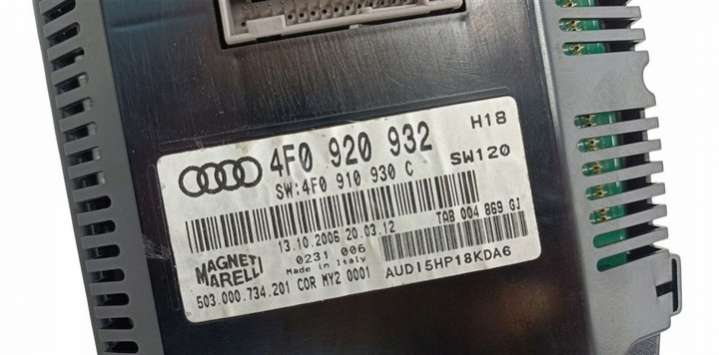 4F0 920 932 H18
SW:4F0 910 930 C SW120
13.10.2006 20.03.12 TAB 004 869 GI
0231 006
MAGNETI MARELLI Made in Italy
AUDI5HP18KDA6
503.000.734.201 COR MY2 0001